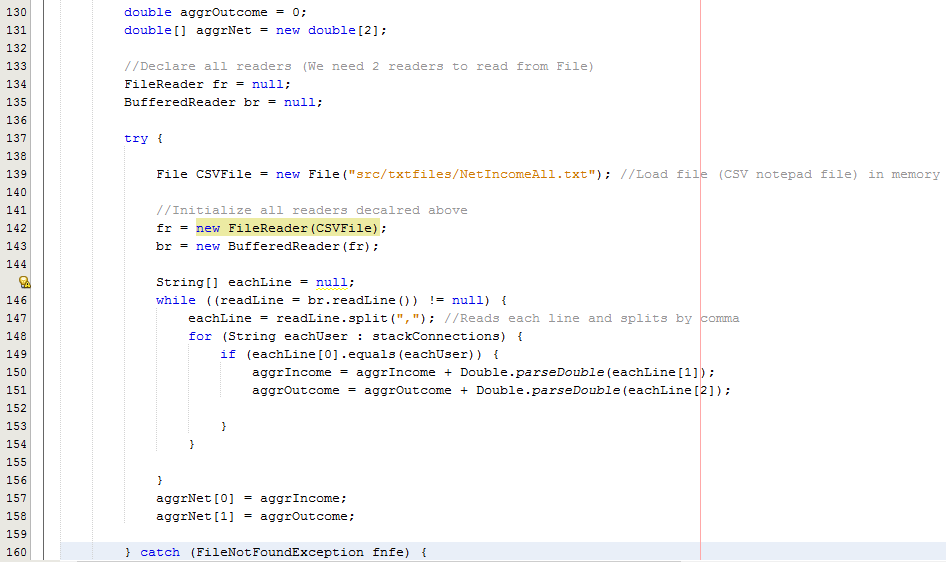 130 double aggrOutcome = 0;
131 double[] aggrNet = new double[2];
132
133 //Declare all readers (We need 2 readers to read from File)
134 FileReader fr = null;
135 BufferedReader br = null;
136
137 try {
138
139 File CSVFile = new File("src/txtfiles/NetIncomeAll.txt"); //Load file (CSV notepad file) in memory
140
141 //Initialize all readers decalred above
142 fr = new FileReader(CSVFile);
143 br = new BufferedReader(fr);
144
String[] eachLine = null;
146 while ((readLine = br.readLine()) != null) {
147 eachLine = readLine.split(","); //Reads each line and splits by comma
148 for (String eachUser : stackConnections) {
149 if (eachLine[0].equals(eachUser)) {
150 aggrIncome = aggrIncome + Double.parseDouble(eachLine[1]);
151 aggrOutcome = aggrOutcome + Double.parseDouble(eachLine[2]);
152
153 }
154 }
155
156 }
157 aggrNet[0] = aggrIncome;
158 aggrNet[1] = aggrOutcome;
159
160 } catch (FileNotFoundException fnfe) {